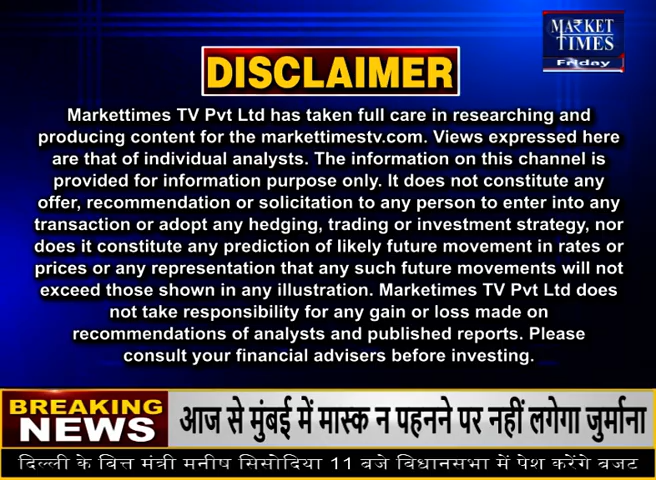 MARKET
TIMES
Friday
DISCLAIMER
Markettimes TV Pvt Ltd has taken full care in researching and
producing content for the markettimestv.com. Views expressed here
are that of individual analysts. The information on this channel is
provided for information purpose only. It does not constitute any
offer, recommendation or solicitation to any person to enter into any
transaction or adopt any hedging, trading or investment strategy, nor
does it constitute any prediction of likely future movement in rates or
prices or any representation that any such future movements will not
exceed those shown in any illustration. Marketimes TV Pvt Ltd does
not take responsibility for any gain or loss made on
recommendations of analysts and published reports. Please
consult your financial advisers before investing.
BREAKING
NEWS
आज से मुंबई में मास्क न पहनने पर नहीं लगेगा जुर्माना
दिल्ली के वित्त मंत्री मनीष सिसोदिया 11 बजे विधानसभा में पेश करेंगे बजट